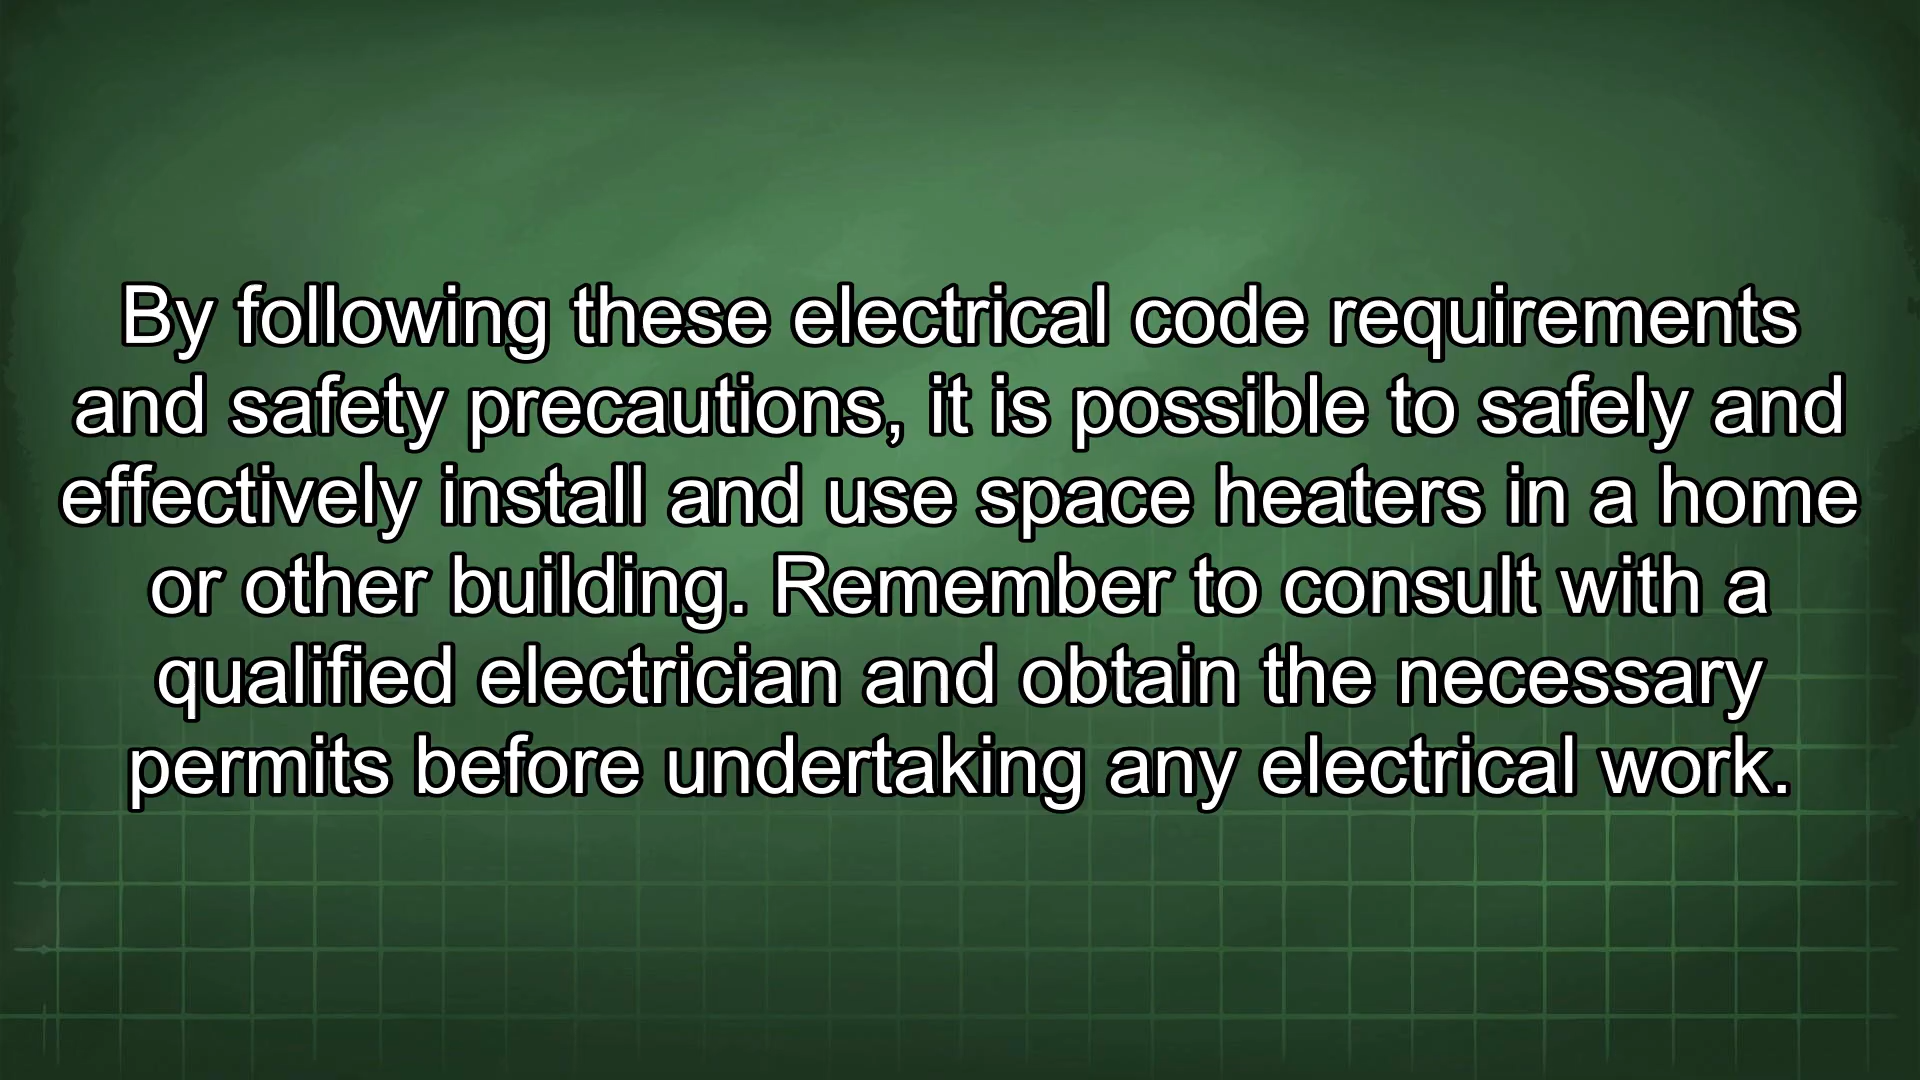 By following these electrical code requirements
and safety precautions, it is possible to safely and
effectively install and use space heaters in a home
or other building. Remember to consult with a
qualified electrician and obtain the necessary
permits before undertaking any electrical work.